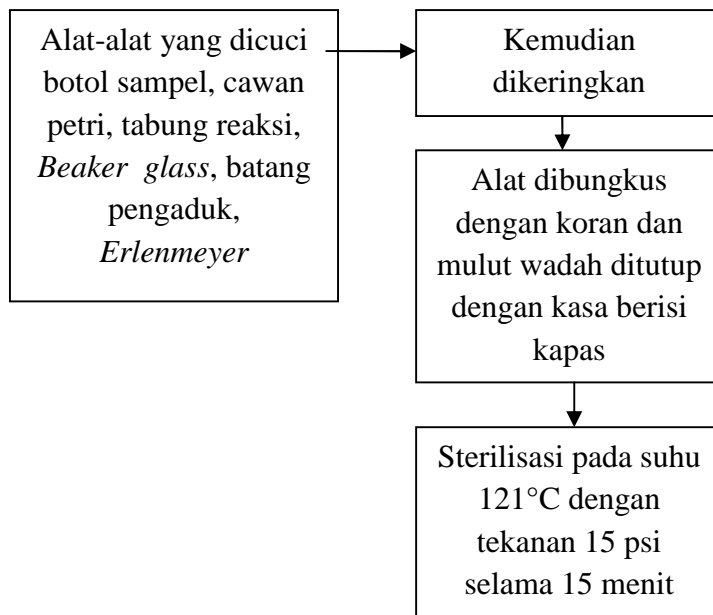 Alat-alat yang dicuci
botol sampel, cawan
petri, tabung reaksi,
Beaker glass, batang
pengaduk,
Erlenmeyer
Kemudian
dikeringkan
Alat dibungkus
dengan koran dan
mulut wadah ditutup
dengan kasa berisi
kapas
Sterilisasi pada suhu
121°C dengan
tekanan 15 psi
selama 15 menit